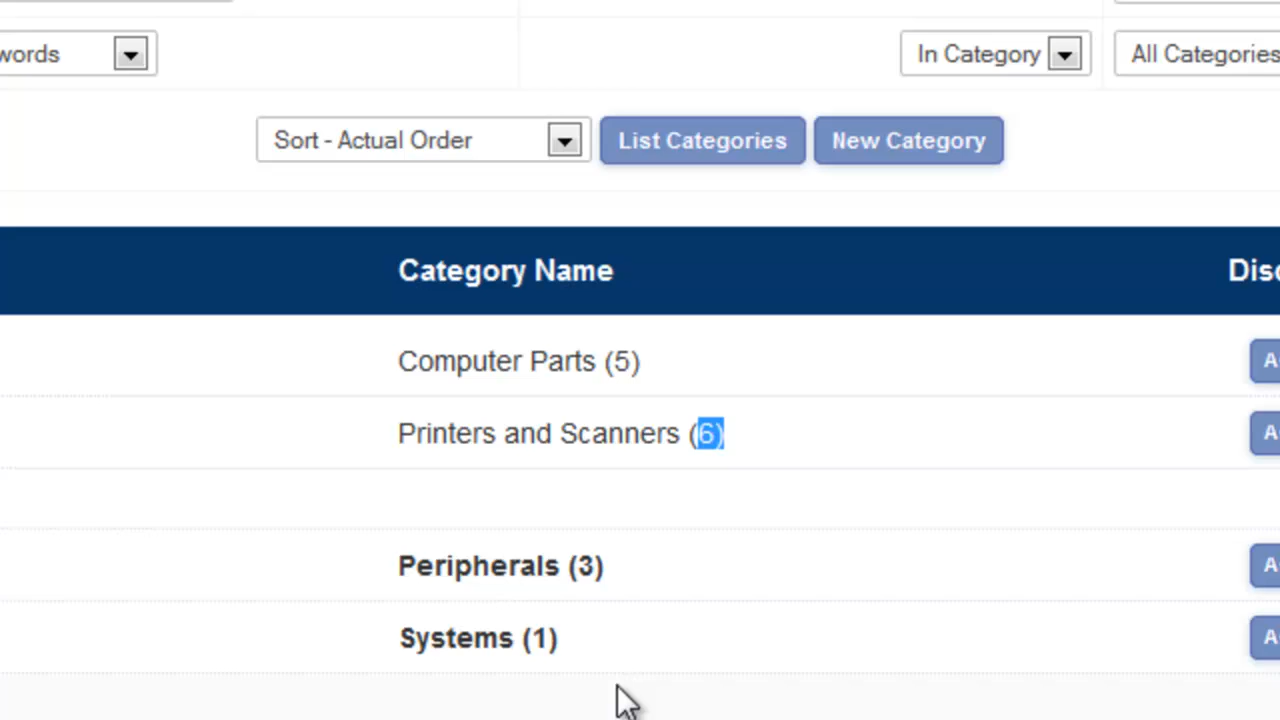 words In Category All Categories
Sort - Actual Order List Categories New Category
Category Name Disc
Computer Parts (5) A
Printers and Scanners (6) A
Peripherals (3) A
Systems (1) A